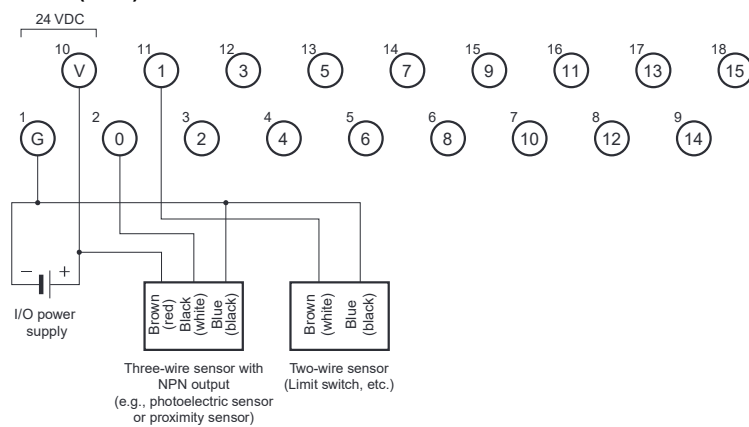 24 VDC
10 11 12 13 14 15 16 17 18
V 1 3 5 7 9 11 13 15
1 2 3 4 5 6 7 8 9
G 0 2 4 6 8 10 12 14
− +
I/O power
supply
Brown
(red)
Black
(white)
Blue
(black)
Brown
(white)
Blue
(black)
Three-wire sensor with
NPN output
(e.g., photoelectric sensor
or proximity sensor)
Two-wire sensor
(Limit switch, etc.)